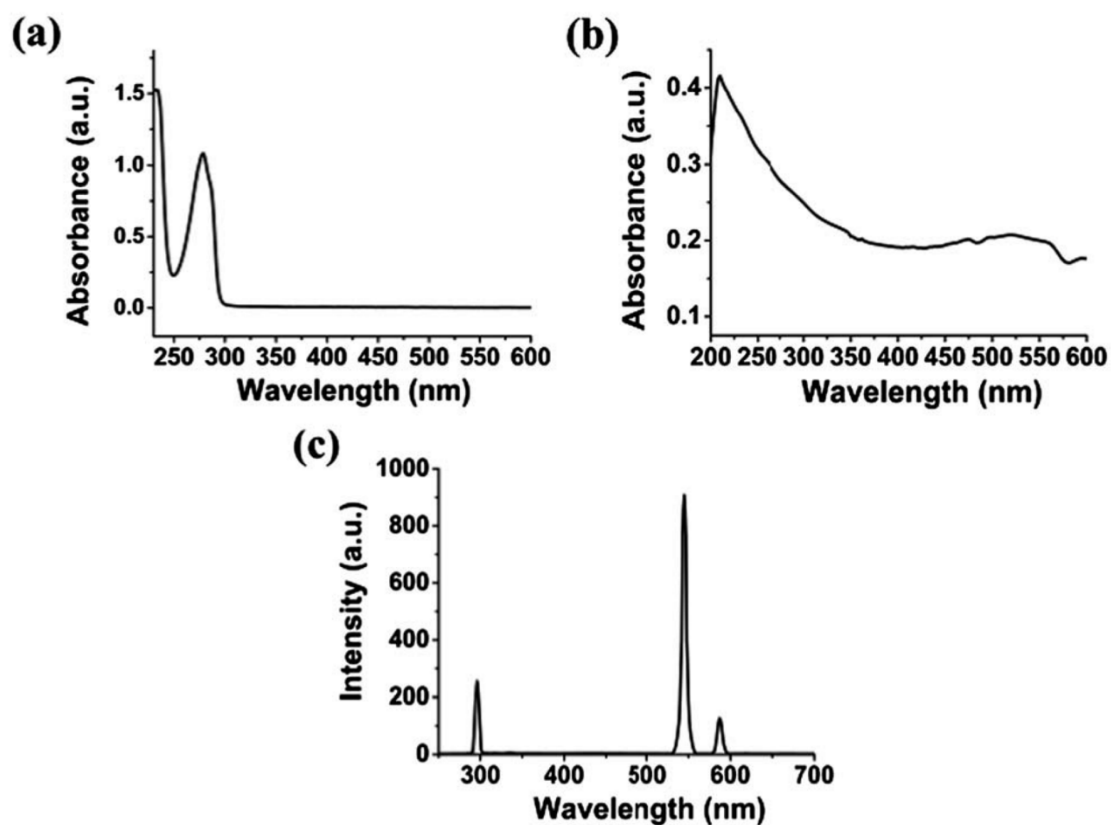 (a)
Absorbance (a.u.)
1.5
1.0
0.5
0.0
250 300 350 400 450 500 550 600
Wavelength (nm)
(b)
Absorbance (a.u.)
0.4
0.3
0.2
0.1
200 250 300 350 400 450 500 550 600
Wavelength (nm)
(c)
Intensity (a.u.)
1000
800
600
400
200
0
300 400 500 600 700
Wavelength (nm)